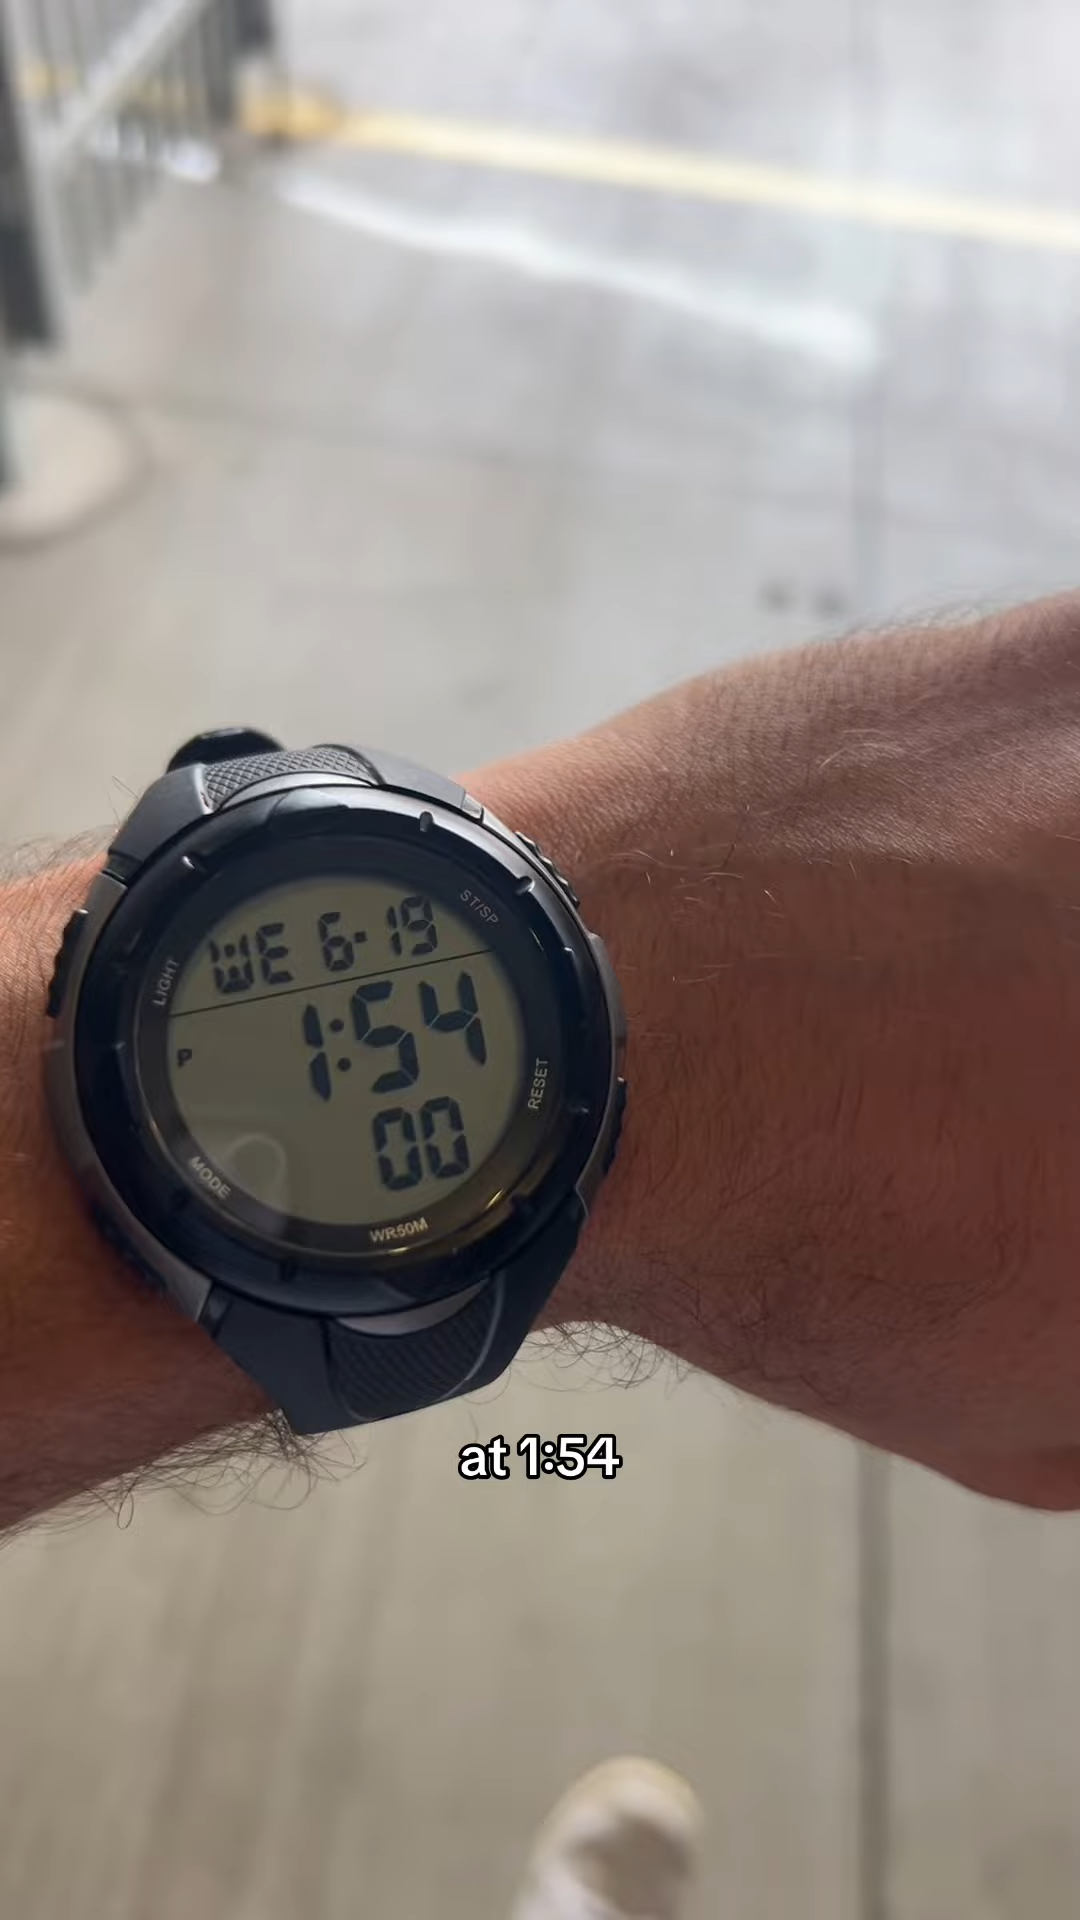 ST/SP
WE 6-19
LIGHT
1:54
P
RESET
00
MODE
WR50M
at 1:54